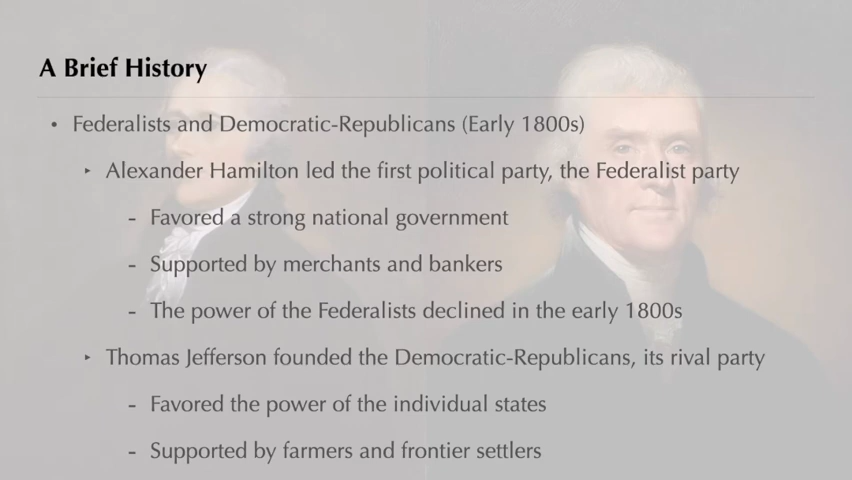 A Brief History
• Federalists and Democratic-Republicans (Early 1800s)
‣ Alexander Hamilton led the first political party, the Federalist party
- Favored a strong national government
- Supported by merchants and bankers
- The power of the Federalists declined in the early 1800s
‣ Thomas Jefferson founded the Democratic-Republicans, its rival party
- Favored the power of the individual states
- Supported by farmers and frontier settlers